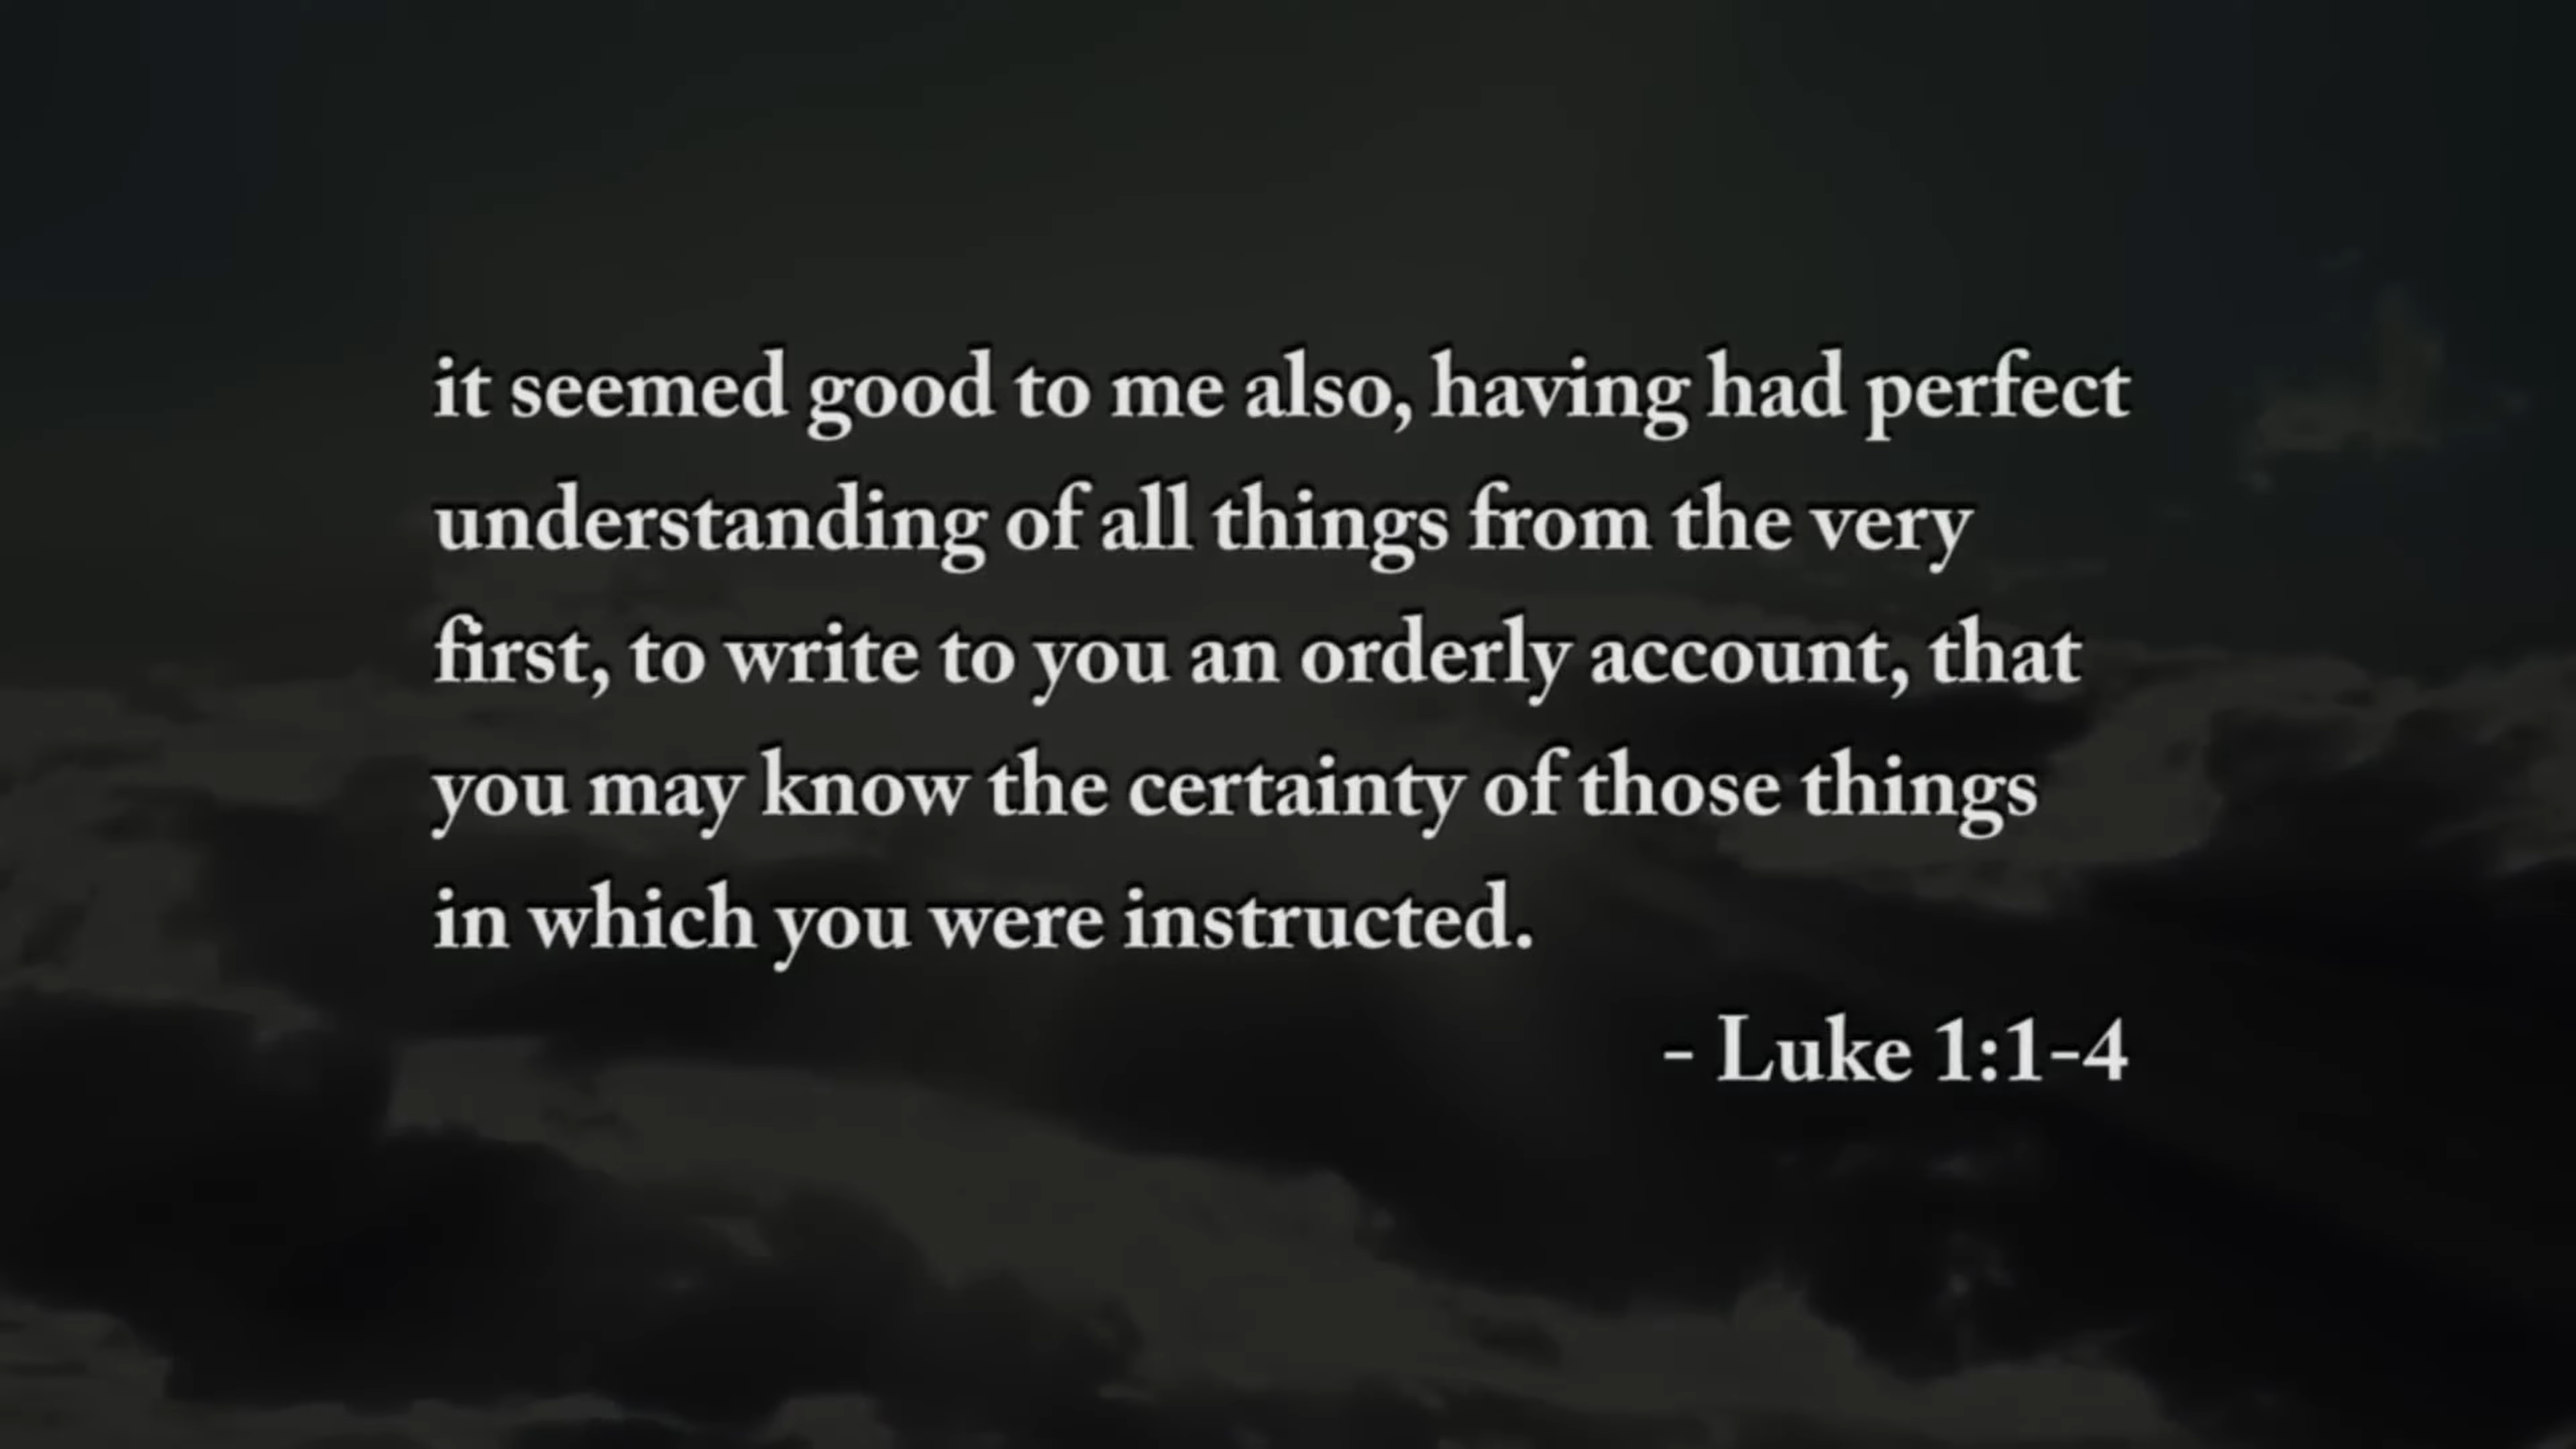 it seemed good to me also, having had perfect
understanding of all things from the very
first, to write to you an orderly account, that
you may know the certainty of those things
in which you were instructed.
- Luke 1:1-4